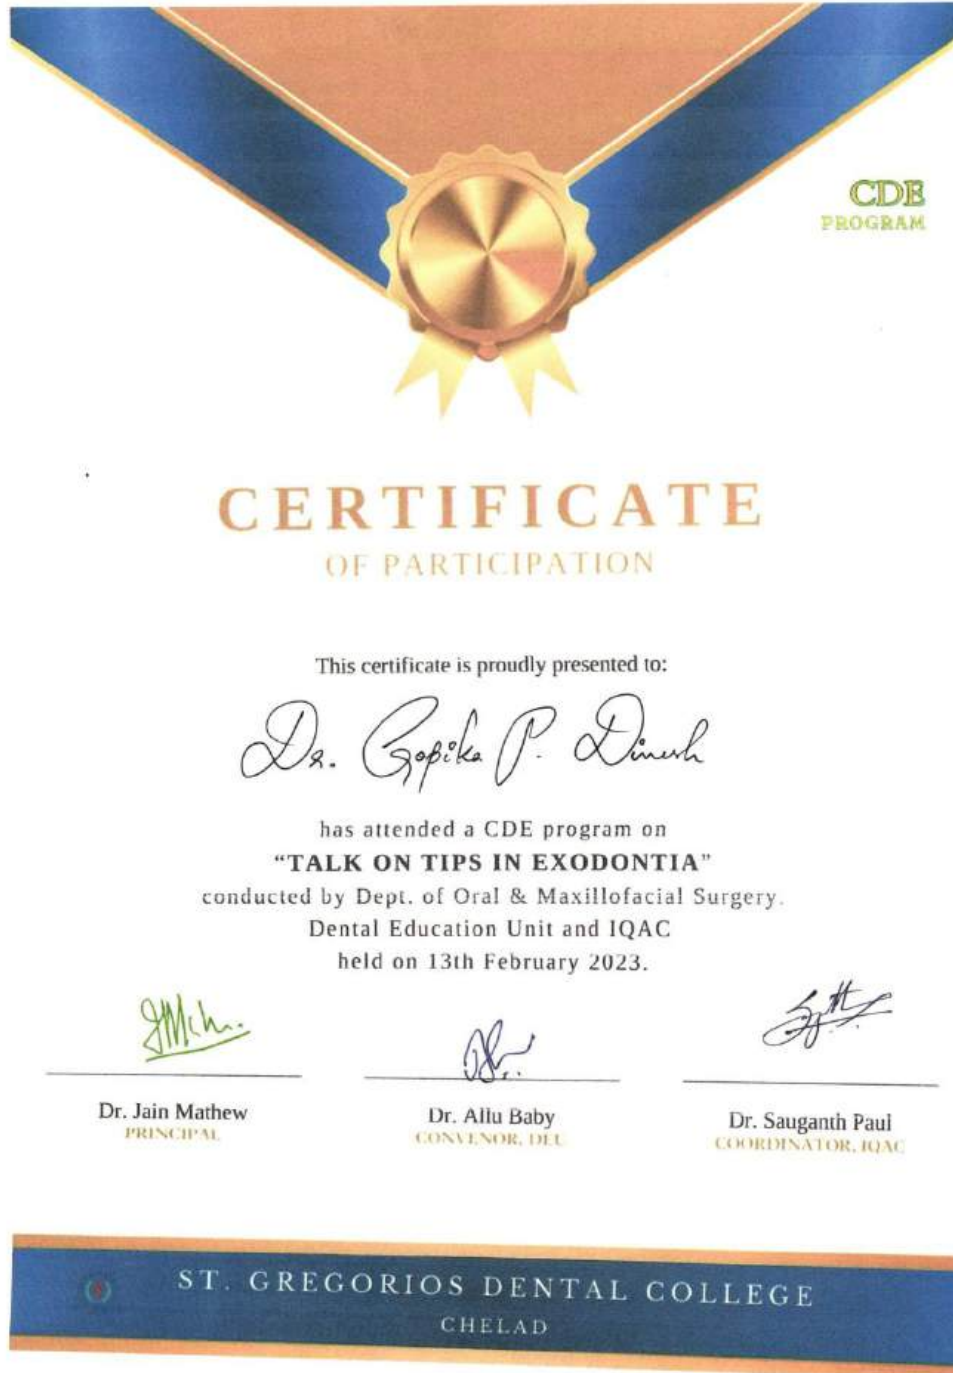 CDE
PROGRAM
CERTIFICATE
OF PARTICIPATION
This certificate is proudly presented to:
Dr. Gopika P. Dinesh
has attended a CDE program on
“TALK ON TIPS IN EXODONTIA”
conducted by Dept. of Oral & Maxillofacial Surgery.
Dental Education Unit and IQAC
held on 13th February 2023.
Dr. Jain Mathew
PRINCIPAL
Dr. Allu Baby
CONVENOR, DEU
Dr. Sauganth Paul
COORDINATOR, IQAC
ST. GREGORIOS DENTAL COLLEGE
CHELAD